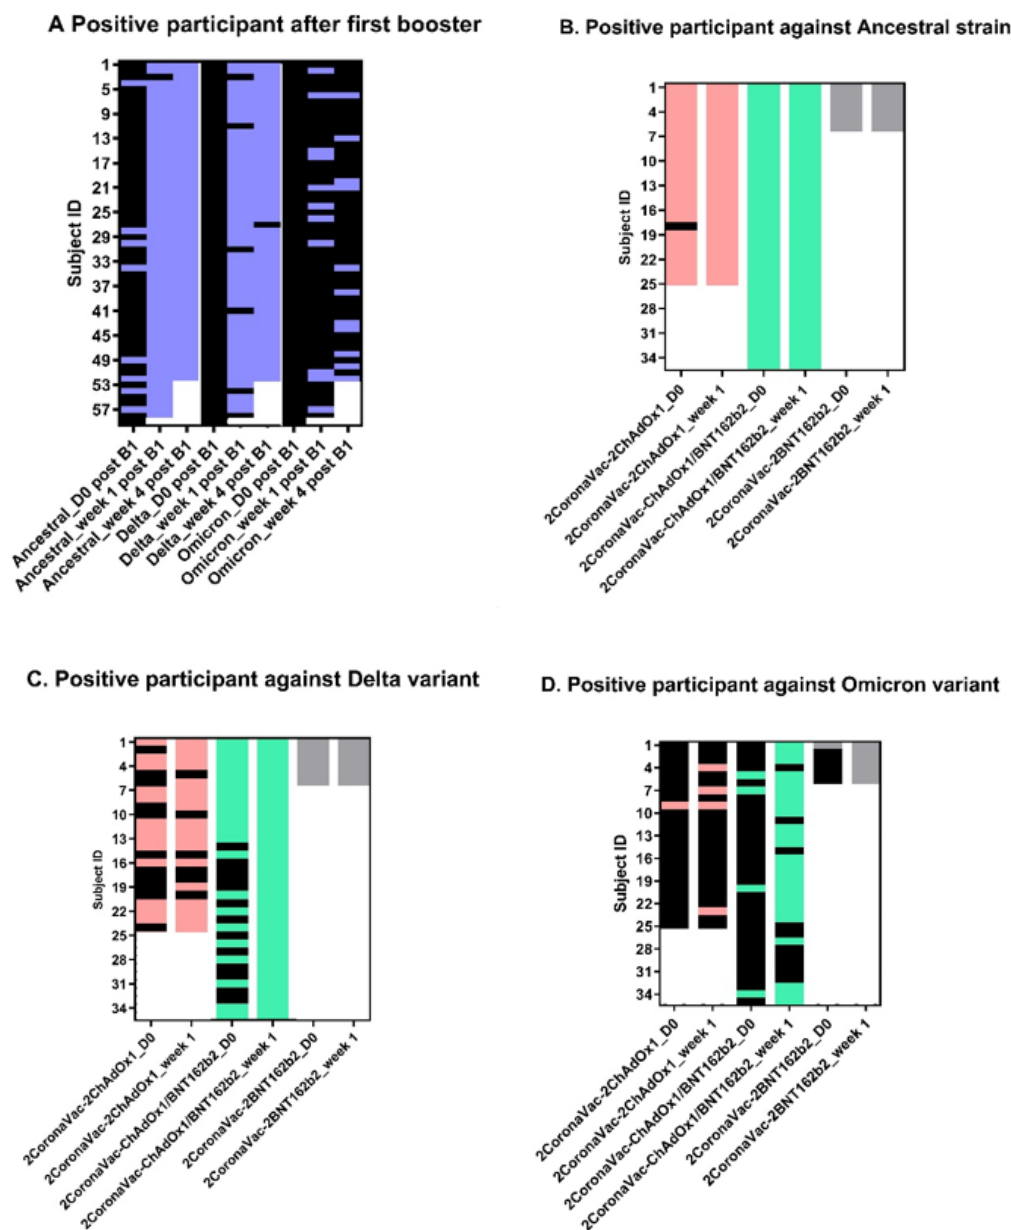 A Positive participant after first booster
Subject ID
1
5
9
13
17
21
25
29
33
37
41
45
49
53
57
Ancestral_D0 post B1
Ancestral_week 1 post B1
Ancestral_week 4 post B1
Delta_D0 post B1
Delta_week 1 post B1
Delta_week 4 post B1
Omicron_D0 post B1
Omicron_week 1 post B1
Omicron_week 4 post B1
B. Positive participant against Ancestral strain
Subject ID
1
4
7
10
13
16
19
22
25
28
31
34
2CoronaVac-2ChAdOx1_D0
2CoronaVac-2ChAdOx1_week 1
2CoronaVac-ChAdOx1/BNT162b2_D0
2CoronaVac-ChAdOx1/BNT162b2_week 1
2CoronaVac-2BNT162b2_D0
2CoronaVac-2BNT162b2_week 1
C. Positive participant against Delta variant
Subject ID
1
4
7
10
13
16
19
22
25
28
31
34
2CoronaVac-2ChAdOx1_D0
2CoronaVac-2ChAdOx1_week 1
2CoronaVac-ChAdOx1/BNT162b2_D0
2CoronaVac-ChAdOx1/BNT162b2_week 1
2CoronaVac-2BNT162b2_D0
2CoronaVac-2BNT162b2_week 1
D. Positive participant against Omicron variant
Subject ID
1
4
7
10
13
16
19
22
25
28
31
34
2CoronaVac-2ChAdOx1_D0
2CoronaVac-2ChAdOx1_week 1
2CoronaVac-ChAdOx1/BNT162b2_D0
2CoronaVac-ChAdOx1/BNT162b2_week 1
2CoronaVac-2BNT162b2_D0
2CoronaVac-2BNT162b2_week 1